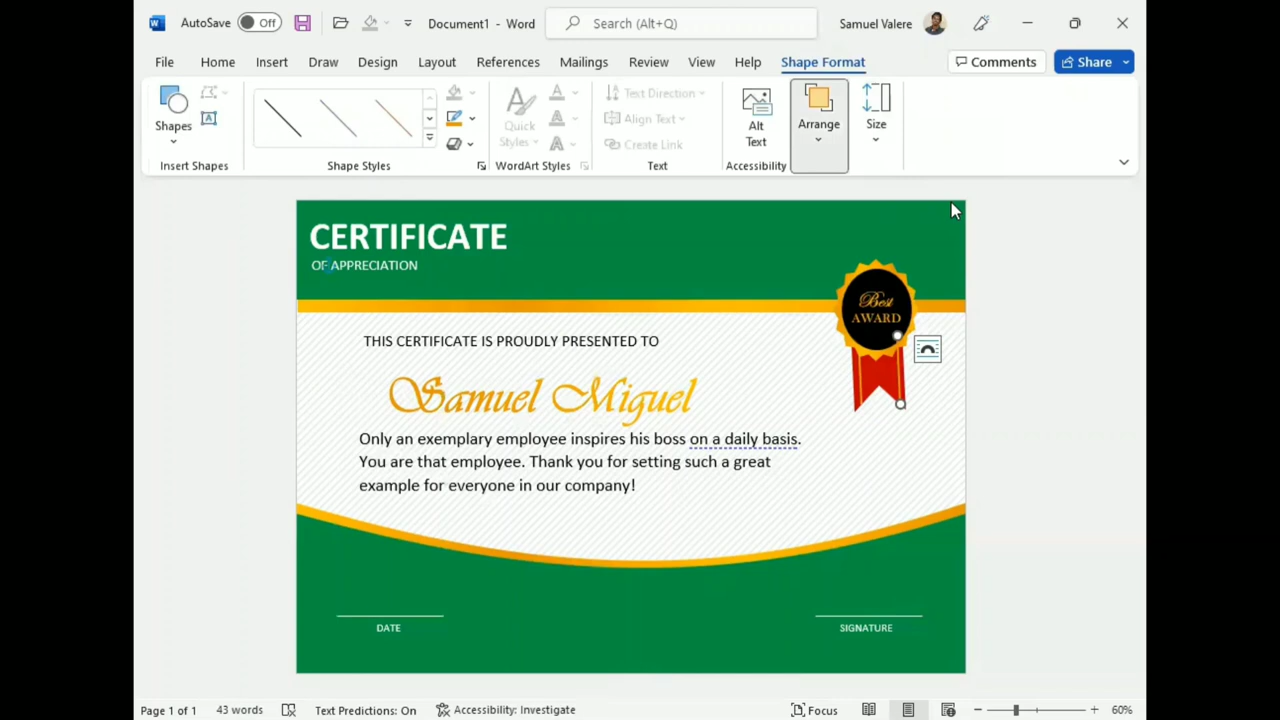 AutoSave Off Document1 - Word Search (Alt+Q) Samuel Valere
File Home Insert Draw Design Layout References Mailings Review View Help Shape Format Comments Share
Shapes
Insert Shapes
Shape Styles
Quick
Styles
WordArt Styles
Text Direction
Align Text
Create Link
Text
Alt
Text
Accessibility
Arrange
Size
CERTIFICATE
OF APPRECIATION
Best
AWARD
THIS CERTIFICATE IS PROUDLY PRESENTED TO
Samuel Miguel
Only an exemplary employee inspires his boss on a daily basis.
You are that employee. Thank you for setting such a great
example for everyone in our company!
DATE
SIGNATURE
Page 1 of 1 43 words Text Predictions: On Accessibility: Investigate Focus 60%